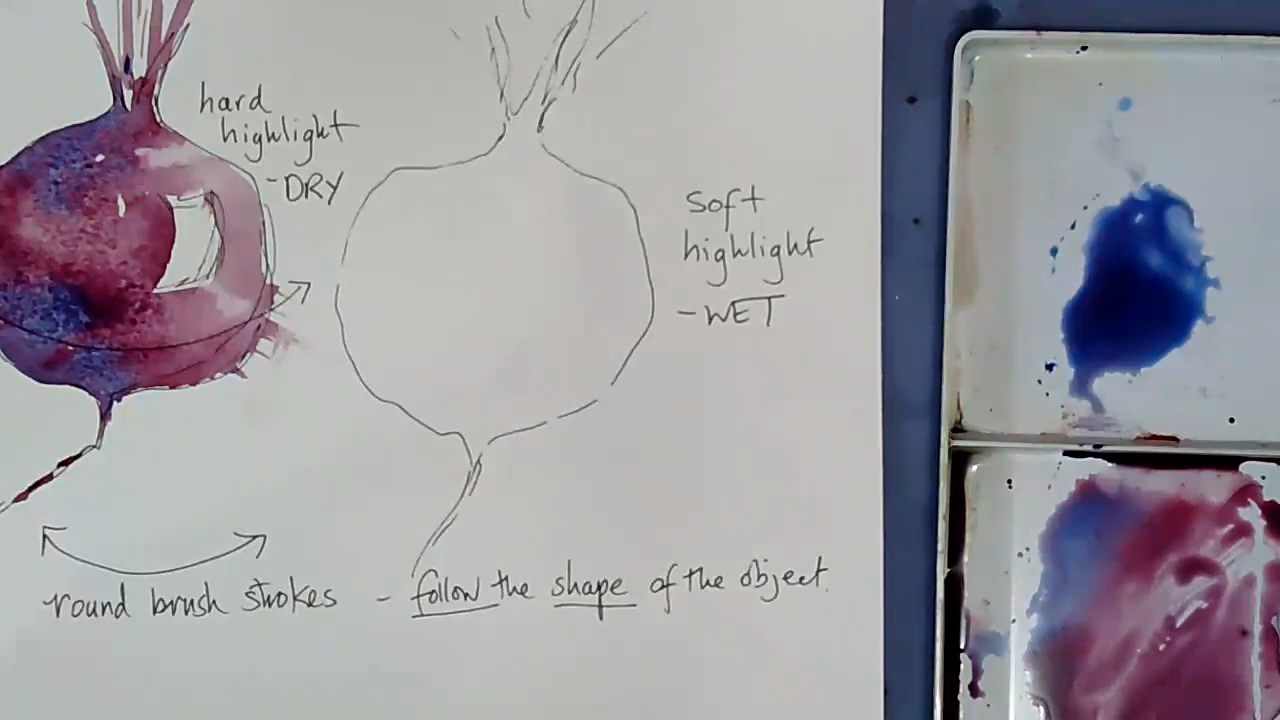 hard
highlight
- DRY
soft
highlight
- WET
round brush strokes - follow the shape of the object.